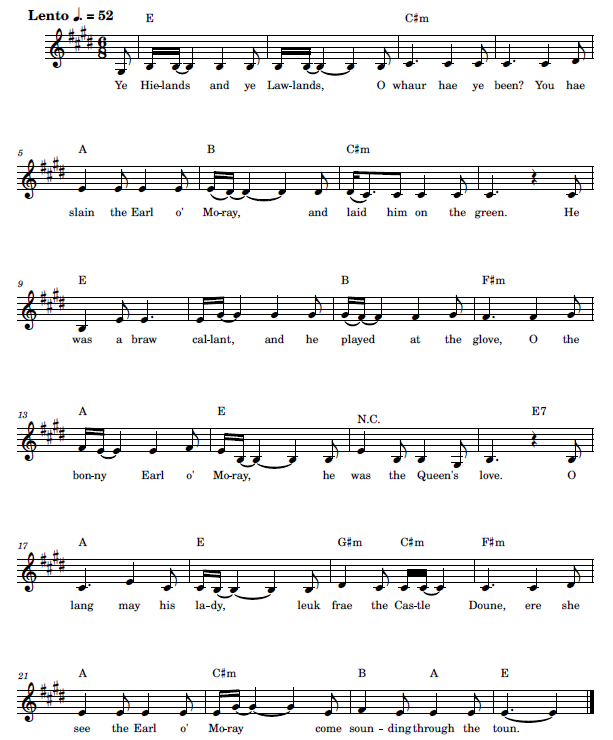 Lento ♩. = 52
E C♯m
6
8
Ye Hie-lands and ye Law-lands, O whaur hae ye been? You hae
A B C♯m
5
slain the Earl o' Mo-ray, and laid him on the green. He
E B F♯m
9
was a braw cal-lant, and he played at the glove, O the
A E N.C. E7
13
bon-ny Earl o' Mo-ray, he was the Queen's love. O
A E G♯m C♯m F♯m
17
lang may his la-dy, leuk frae the Cas-tle Doune, ere she
A C♯m B A E
21
see the Earl o' Mo-ray come soun - ding through the toun.